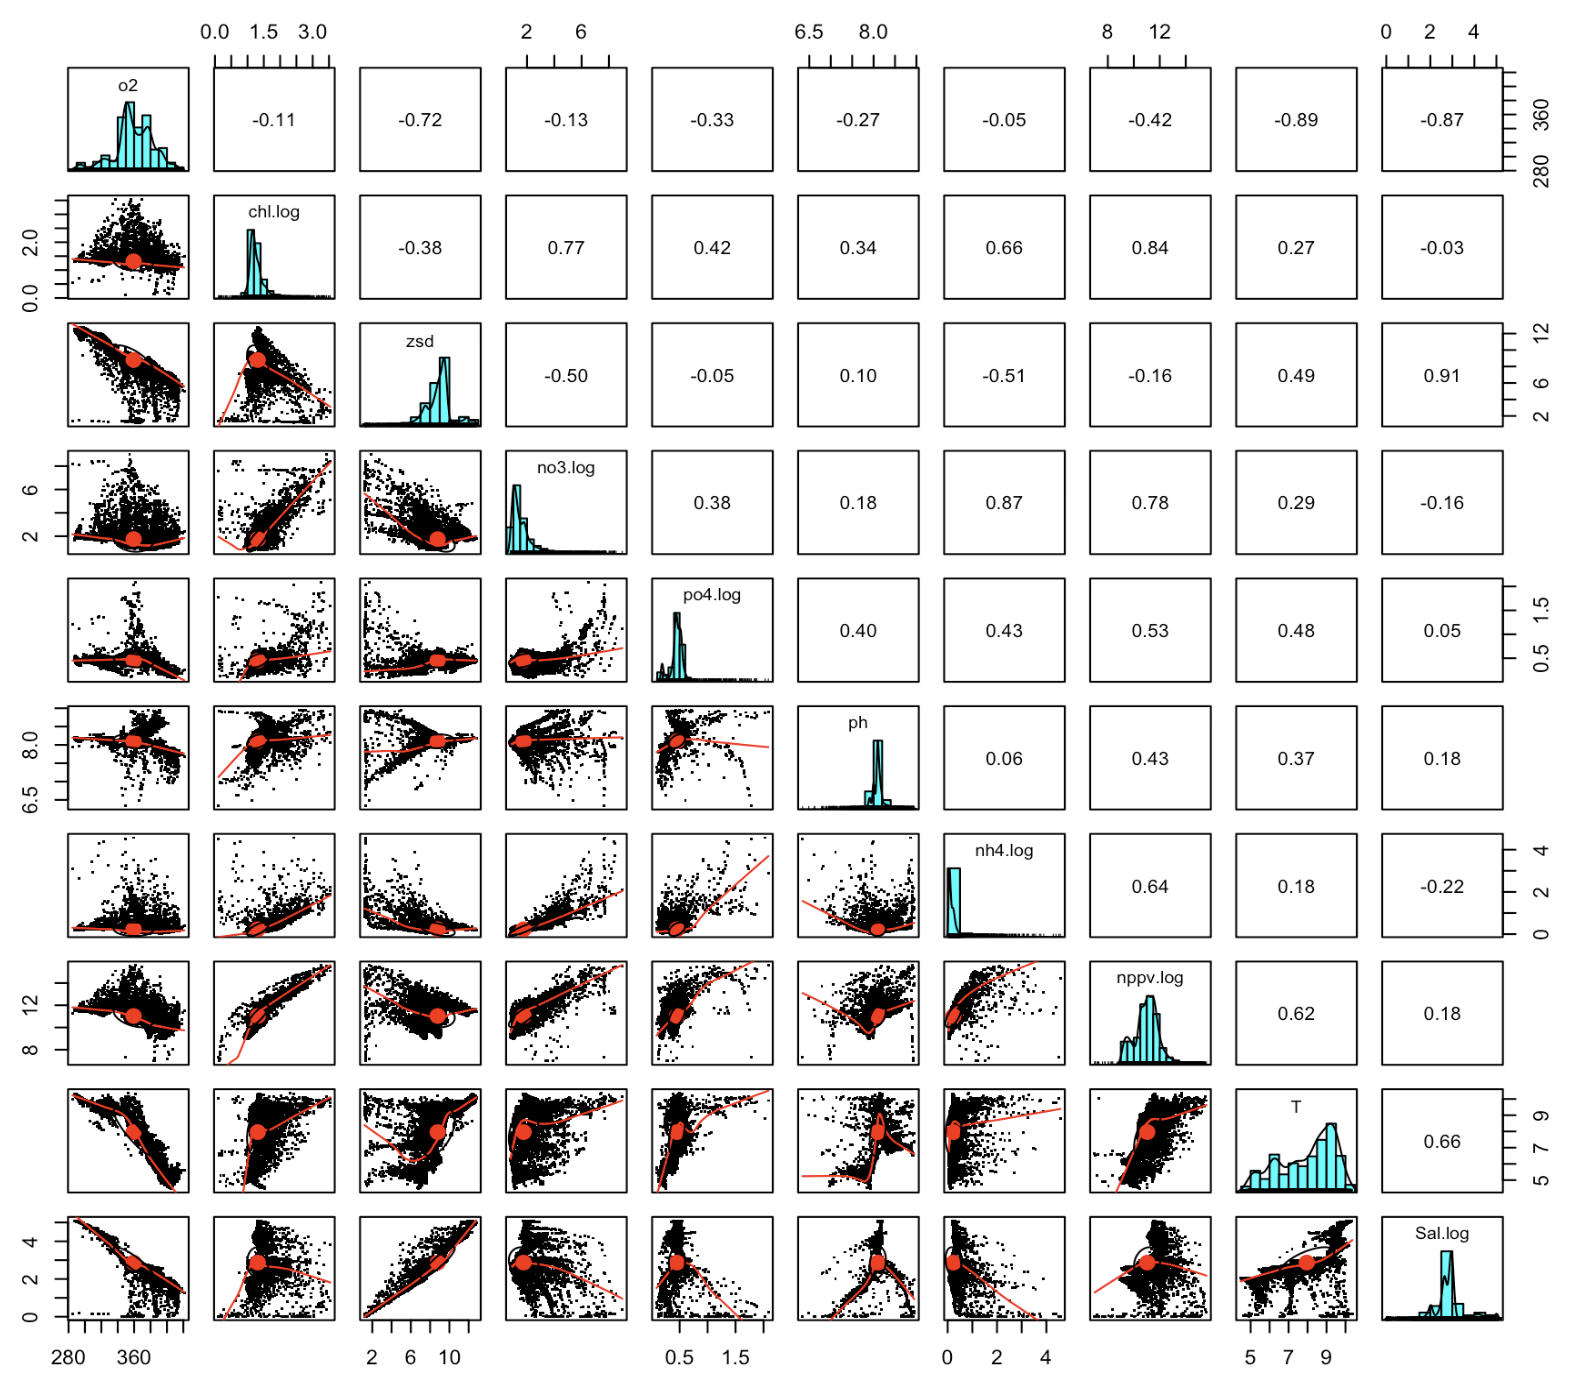 0.0 1.5 3.0 2 6 6.5 8.0 8 12 0 2 4
o2 -0.11 -0.72 -0.13 -0.33 -0.27 -0.05 -0.42 -0.89 -0.87 280 360
0.0 2.0 chl.log -0.38 0.77 0.42 0.34 0.66 0.84 0.27 -0.03
zsd -0.50 -0.05 0.10 -0.51 -0.16 0.49 0.91 2 6 12
2 6 no3.log 0.38 0.18 0.87 0.78 0.29 -0.16
po4.log 0.40 0.43 0.53 0.48 0.05 0.5 1.5
6.5 8.0 ph 0.06 0.43 0.37 0.18
nh4.log 0.64 0.18 -0.22 0 2 4
8 12 nppv.log 0.62 0.18
T 0.66 5 7 9
0 2 4 Sal.log
280 360 2 6 10 0.5 1.5 0 2 4 5 7 9